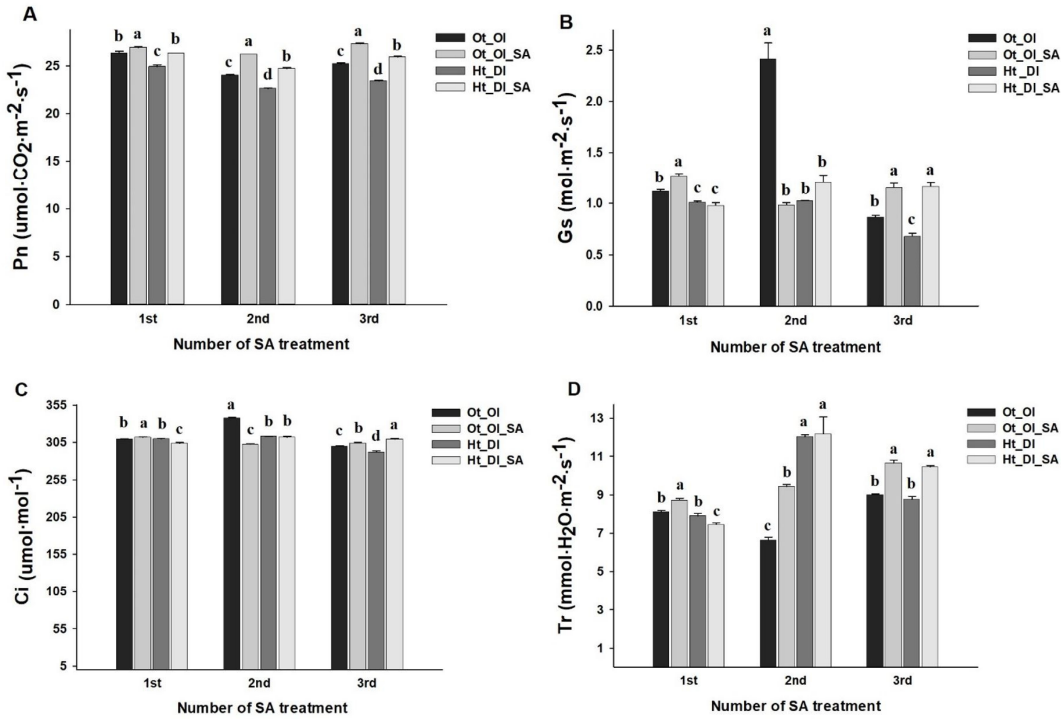 A
Pn (umol·CO₂·m⁻²·s⁻¹)
25
20
15
10
5
0
b a c b
c a d b
c a d b
1st 2nd 3rd
Number of SA treatment
Ot_OI
Ot_OI_SA
Ht_DI
Ht_DI_SA
B
Gs (mol·m⁻²·s⁻¹)
2.5
2.0
1.5
1.0
0.5
0.0
b a c c
a b b b
b a c a
1st 2nd 3rd
Number of SA treatment
Ot_OI
Ot_OI_SA
Ht_DI
Ht_DI_SA
C
Ci (umol·mol⁻¹)
355
305
255
205
155
105
55
5
b a b c
a c b b
c b d a
1st 2nd 3rd
Number of SA treatment
Ot_OI
Ot_OI_SA
Ht_DI
Ht_DI_SA
D
Tr (mmol·H₂O·m⁻²·s⁻¹)
13
11
9
7
5
3
1
b a b c
c b a a
b a b a
1st 2nd 3rd
Number of SA treatment
Ot_OI
Ot_OI_SA
Ht_DI
Ht_DI_SA